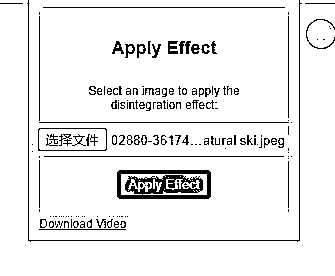 Apply Effect
Select an image to apply the
disintegration effect:
选择文件 02880-36174...atural ski.jpeg
Apply Effect
Download Video